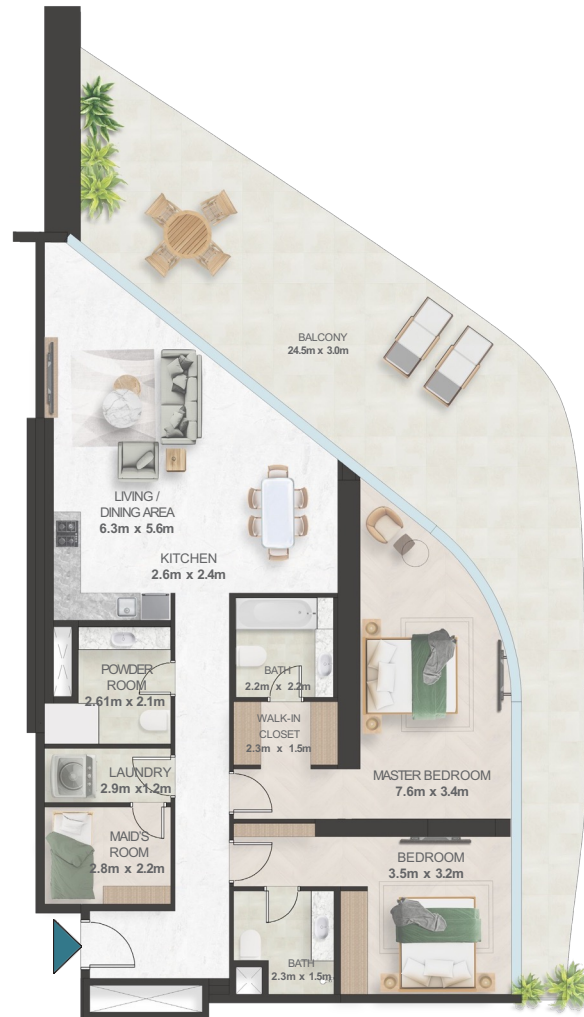 BALCONY
24.5m x 3.0m
LIVING /
DINING AREA
6.3m x 5.6m
KITCHEN
2.6m x 2.4m
POWDER
ROOM
2.61m x 2.1m
BATH
2.2m x 2.2m
WALK-IN
CLOSET
2.3m x 1.5m
LAUNDRY
2.9m x1.2m
MASTER BEDROOM
7.6m x 3.4m
MAID'S
ROOM
2.8m x 2.2m
BEDROOM
3.5m x 3.2m
BATH
2.3m x 1.5m